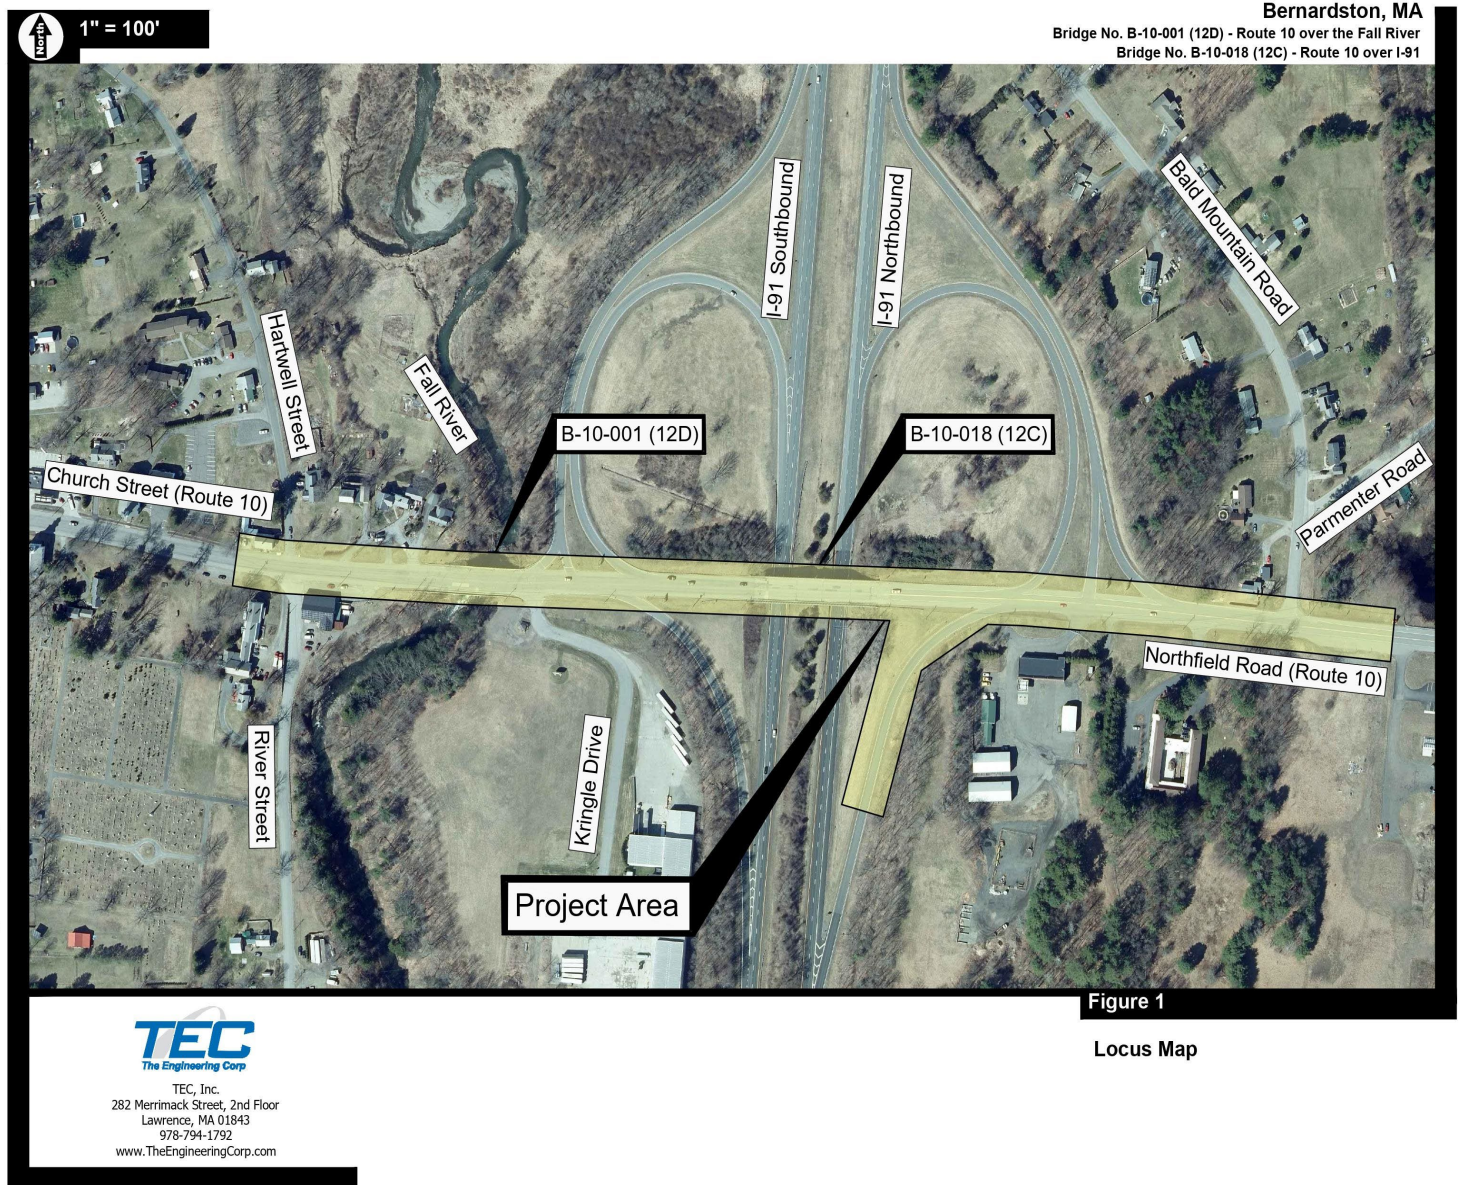 North
1" = 100'
Bernardston, MA
Bridge No. B-10-001 (12D) - Route 10 over the Fall River
Bridge No. B-10-018 (12C) - Route 10 over I-91
I-91 Southbound
I-91 Northbound
Bald Mountain Road
Hartwell Street
Fall River
B-10-001 (12D)
B-10-018 (12C)
Church Street (Route 10)
Parmenter Road
Northfield Road (Route 10)
River Street
Kringle Drive
Project Area
Figure 1
Locus Map
TEC
The Engineering Corp
TEC, Inc.
282 Merrimack Street, 2nd Floor
Lawrence, MA 01843
978-794-1792
www.TheEngineeringCorp.com